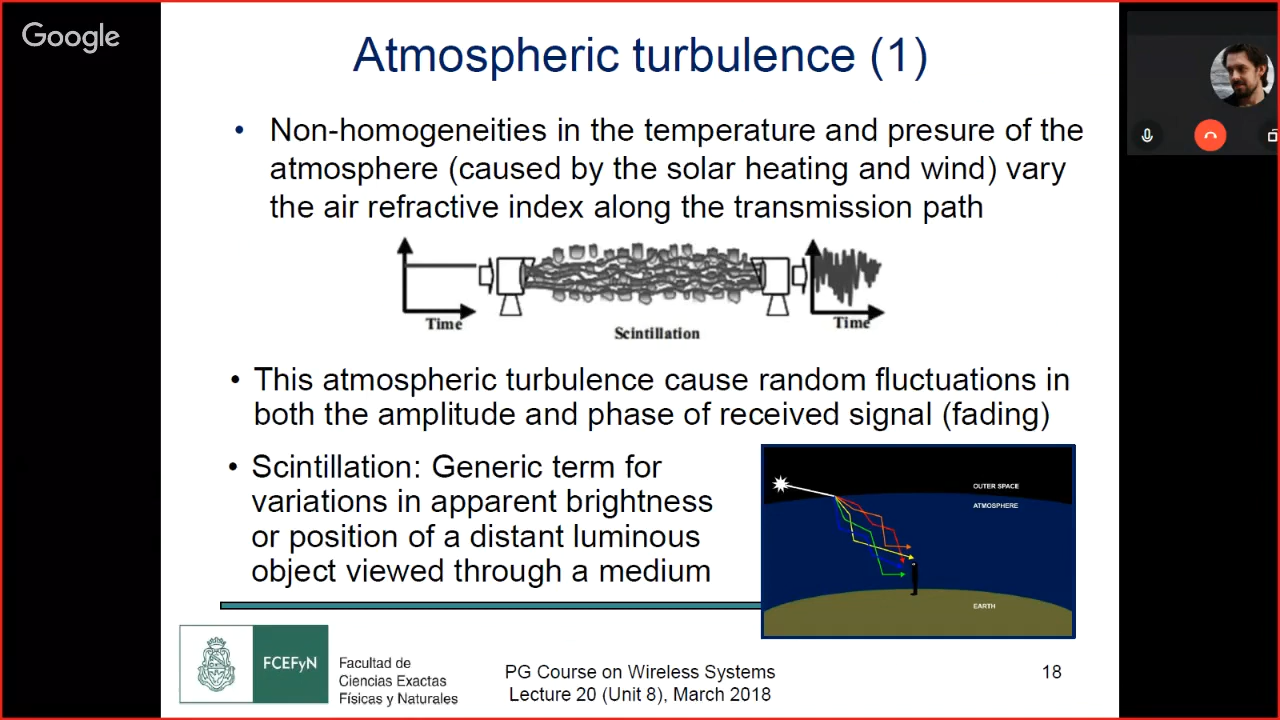 Google
Atmospheric turbulence (1)
• Non-homogeneities in the temperature and presure of the
atmosphere (caused by the solar heating and wind) vary
the air refractive index along the transmission path
Time
Scintillation
Time
• This atmospheric turbulence cause random fluctuations in
both the amplitude and phase of received signal (fading)
• Scintillation: Generic term for
variations in apparent brightness
or position of a distant luminous
object viewed through a medium
OUTER SPACE
ATMOSPHERE
EARTH
FCEFyN
Facultad de
Ciencias Exactas
Físicas y Naturales
PG Course on Wireless Systems
Lecture 20 (Unit 8), March 2018
18